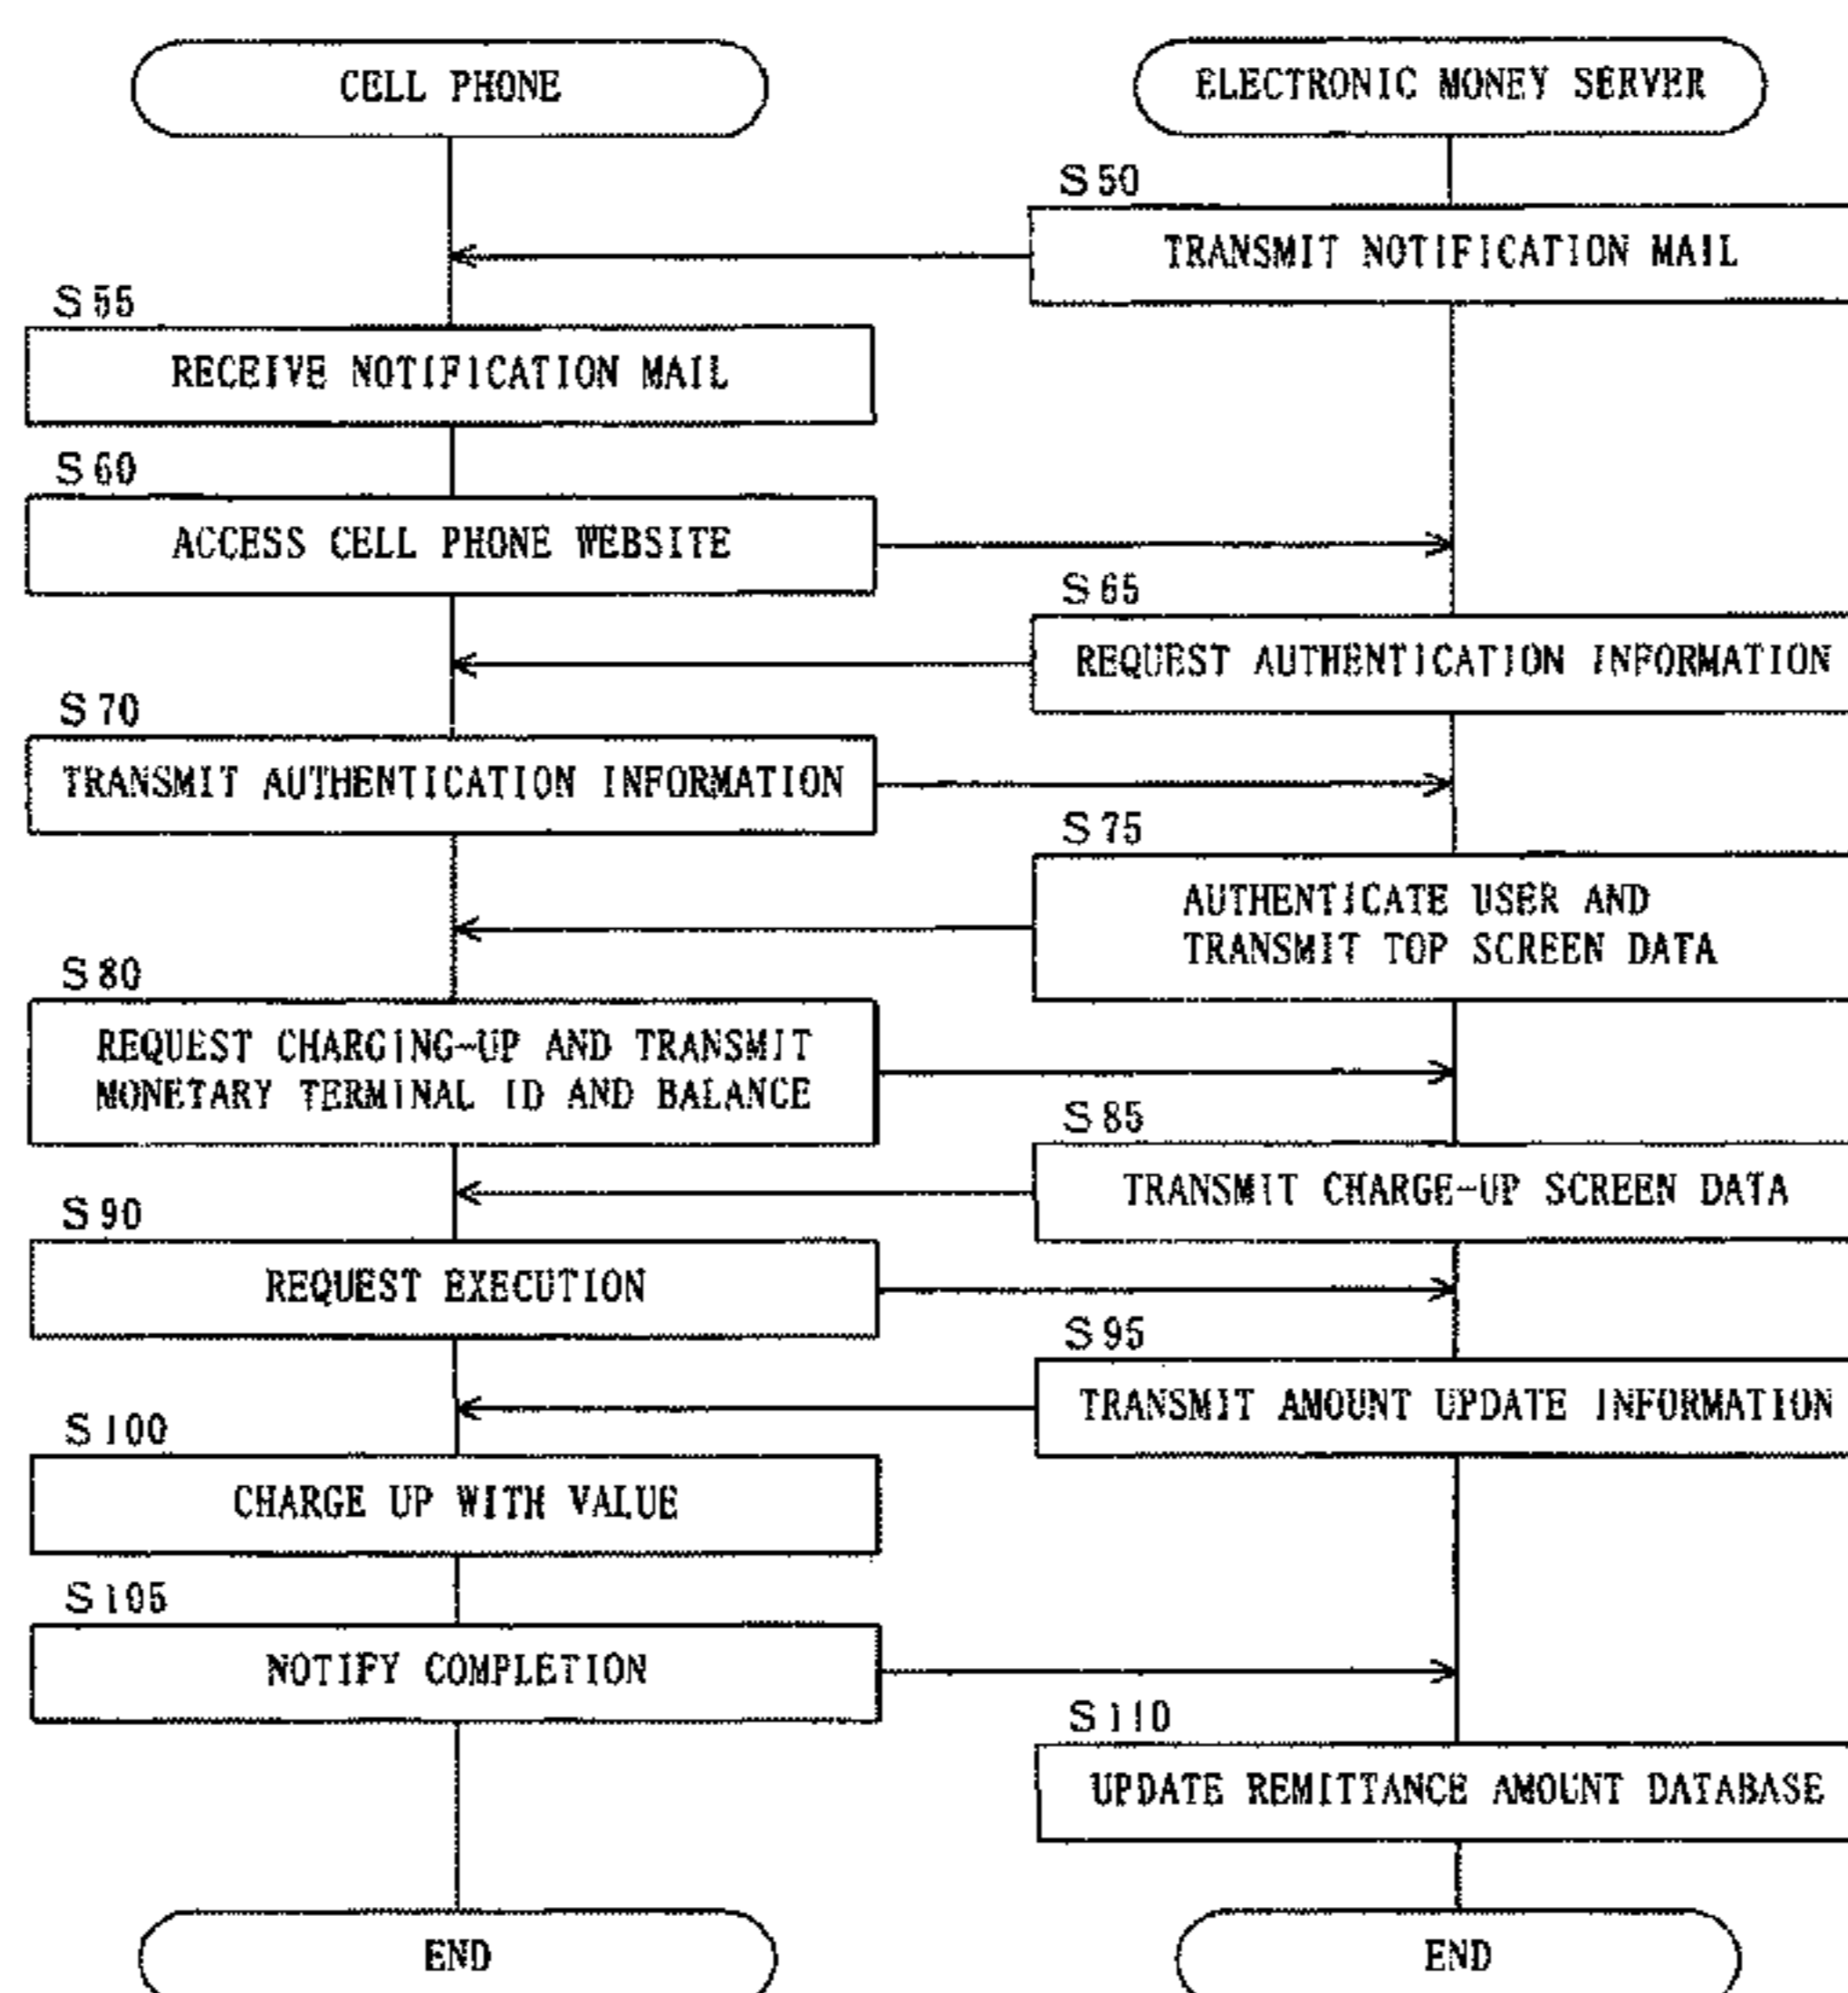 CELL PHONE
ELECTRONIC MONEY SERVER
S50
TRANSMIT NOTIFICATION MAIL
S55
RECEIVE NOTIFICATION MAIL
S60
ACCESS CELL PHONE WEBSITE
S65
REQUEST AUTHENTICATION INFORMATION
S70
TRANSMIT AUTHENTICATION INFORMATION
S75
AUTHENTICATE USER AND
TRANSMIT TOP SCREEN DATA
S80
REQUEST CHARGING-UP AND TRANSMIT
MONETARY TERMINAL ID AND BALANCE
S85
TRANSMIT CHARGE-UP SCREEN DATA
S90
REQUEST EXECUTION
S95
TRANSMIT AMOUNT UPDATE INFORMATION
S100
CHARGE UP WITH VALUE
S105
NOTIFY COMPLETION
S110
UPDATE REMITTANCE AMOUNT DATABASE
END
END